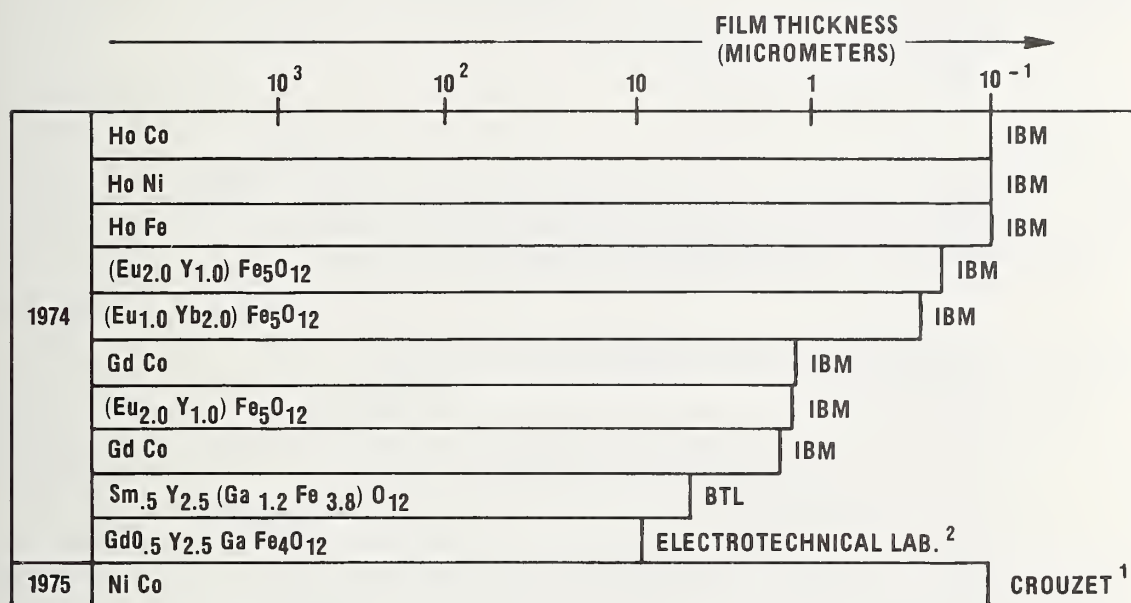 FILM THICKNESS
(MICROMETERS)
10³ 10² 10 1 10⁻¹
Ho Co IBM
Ho Ni IBM
Ho Fe IBM
(Eu2.0 Y1.0) Fe5O12 IBM
1974 (Eu1.0 Yb2.0) Fe5O12 IBM
Gd Co IBM
(Eu2.0 Y1.0) Fe5O12 IBM
Gd Co IBM
Sm.5 Y2.5 (Ga 1.2 Fe 3.8) O12 BTL
GdO.5 Y2.5 Ga Fe4O12 ELECTROTECHNICAL LAB. ²
1975 Ni Co CROUZET ¹